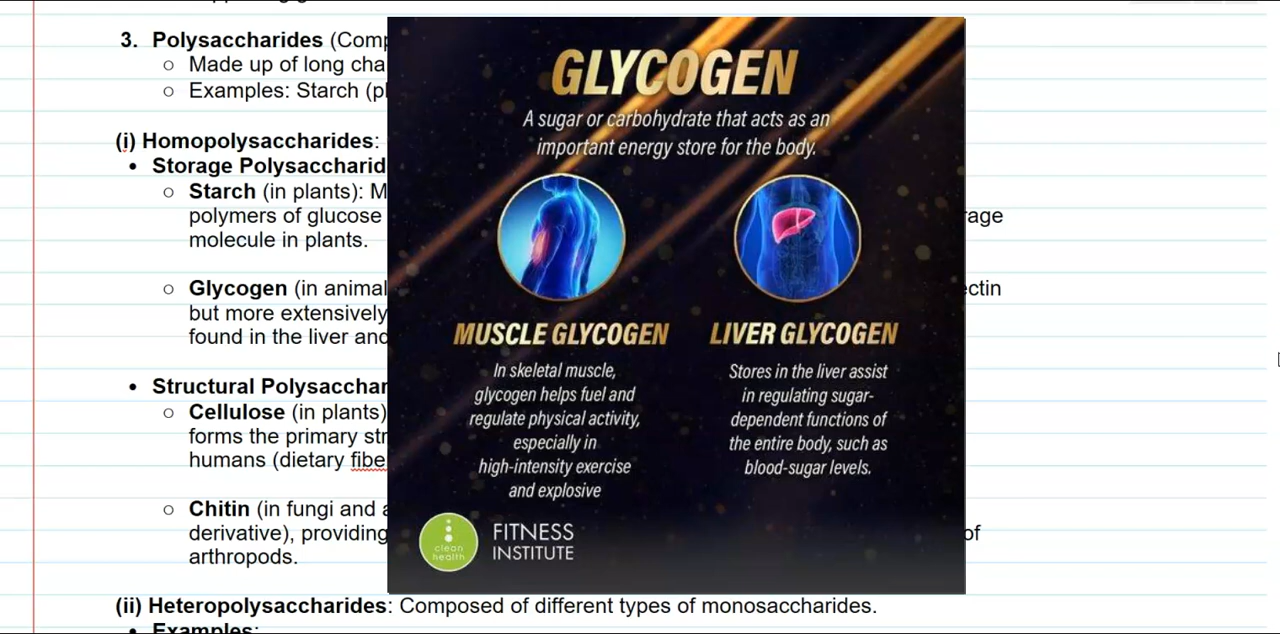 3. Polysaccharides (Comp
○ Made up of long cha
○ Examples: Starch (pl
(i) Homopolysaccharides:
• Storage Polysaccharid
○ Starch (in plants): M
polymers of glucose
rage
molecule in plants.
○ Glycogen (in animal
ectin
but more extensively
found in the liver and
• Structural Polysacchar
○ Cellulose (in plants)
forms the primary str
humans (dietary fibe
○ Chitin (in fungi and a
derivative), providing
of
arthropods.
(ii) Heteropolysaccharides: Composed of different types of monosaccharides.
• Examples:
GLYCOGEN
A sugar or carbohydrate that acts as an
important energy store for the body.
MUSCLE GLYCOGEN
In skeletal muscle,
glycogen helps fuel and
regulate physical activity,
especially in
high-intensity exercise
and explosive
LIVER GLYCOGEN
Stores in the liver assist
in regulating sugar-
dependent functions of
the entire body, such as
blood-sugar levels.
clean
health
FITNESS
INSTITUTE